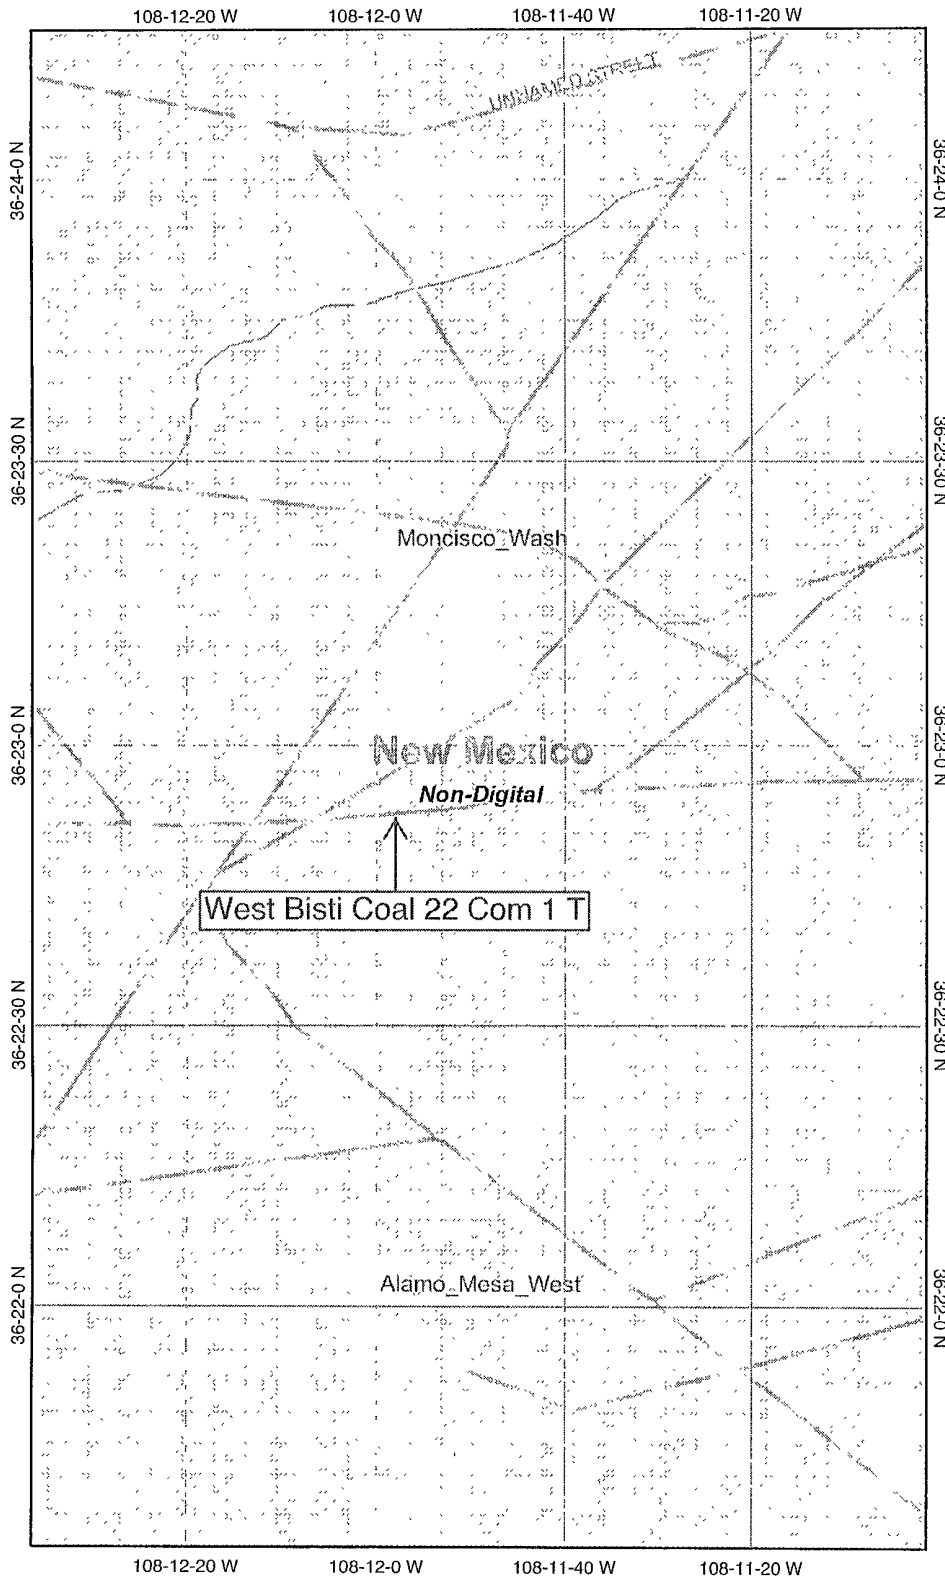 108-12-20 W 108-12-0 W 108-11-40 W 108-11-20 W
UNNAMED STREET
36-24-0 N 36-24-0 N
36-23-30 N 36-23-30 N
Moncisco_Wash
36-23-0 N 36-23-0 N
New Mexico
Non-Digital
West Bisti Coal 22 Com 1 T
36-22-30 N 36-22-30 N
Alamo_Mesa_West
36-22-0 N 36-22-0 N
108-12-20 W 108-12-0 W 108-11-40 W 108-11-20 W